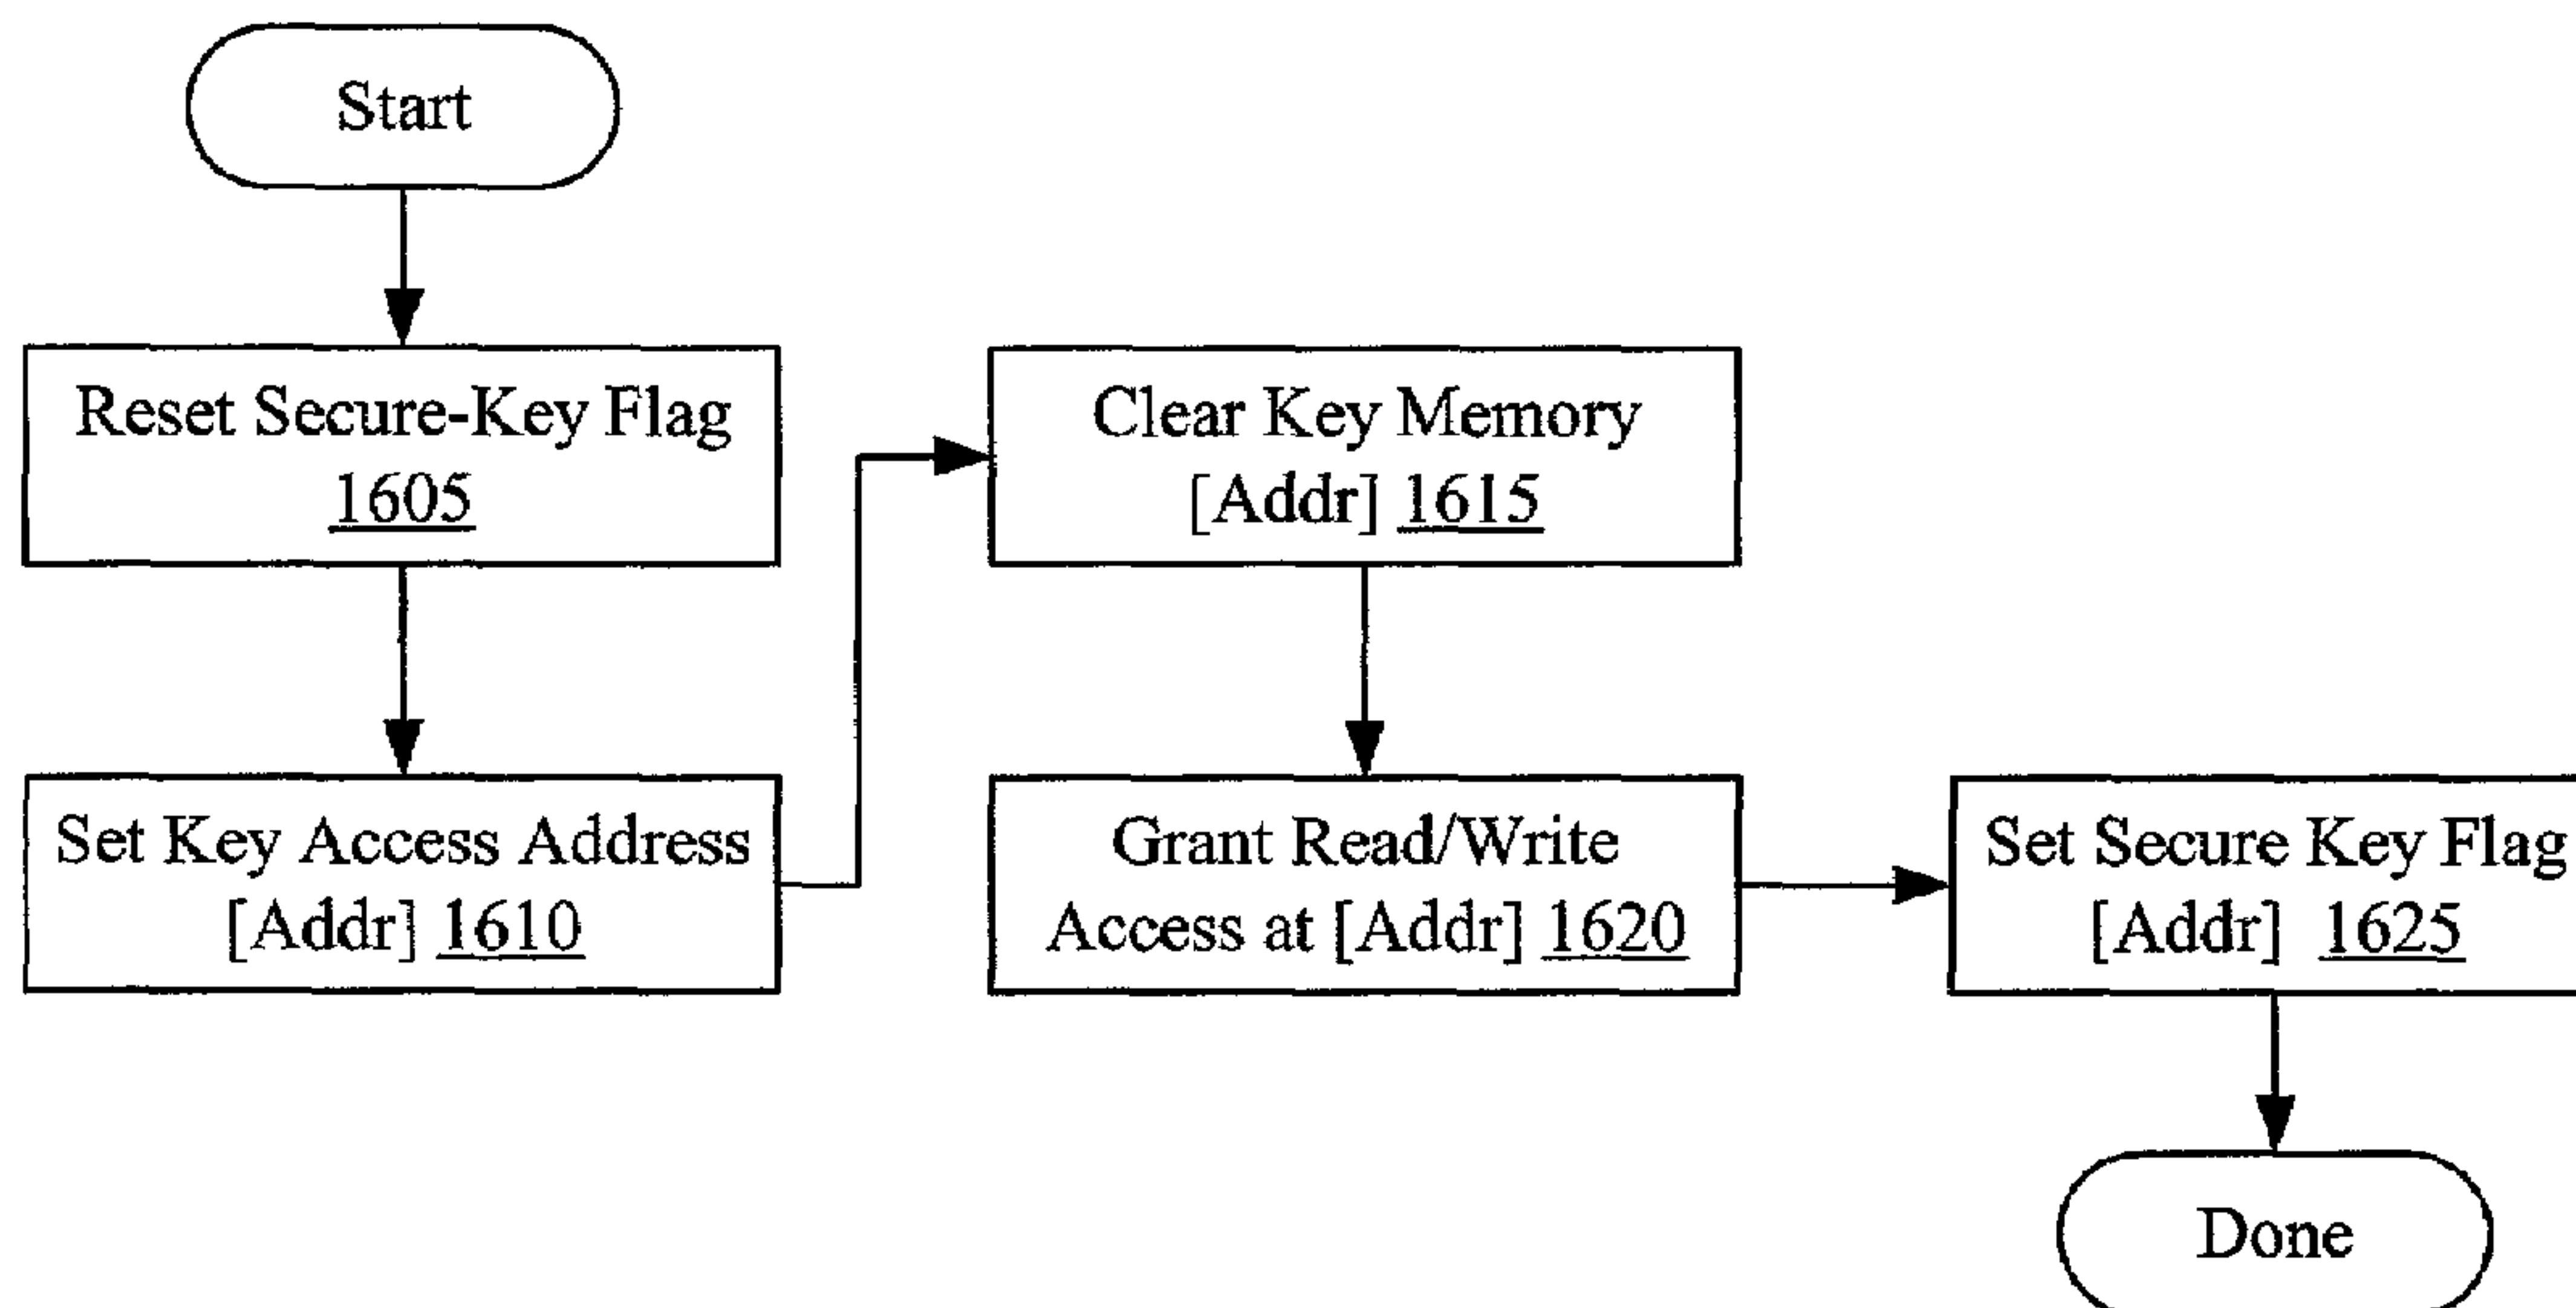 Start
Reset Secure-Key Flag
1605
Set Key Access Address
[Addr] 1610
Clear Key Memory
[Addr] 1615
Grant Read/Write
Access at [Addr] 1620
Set Secure Key Flag
[Addr] 1625
Done